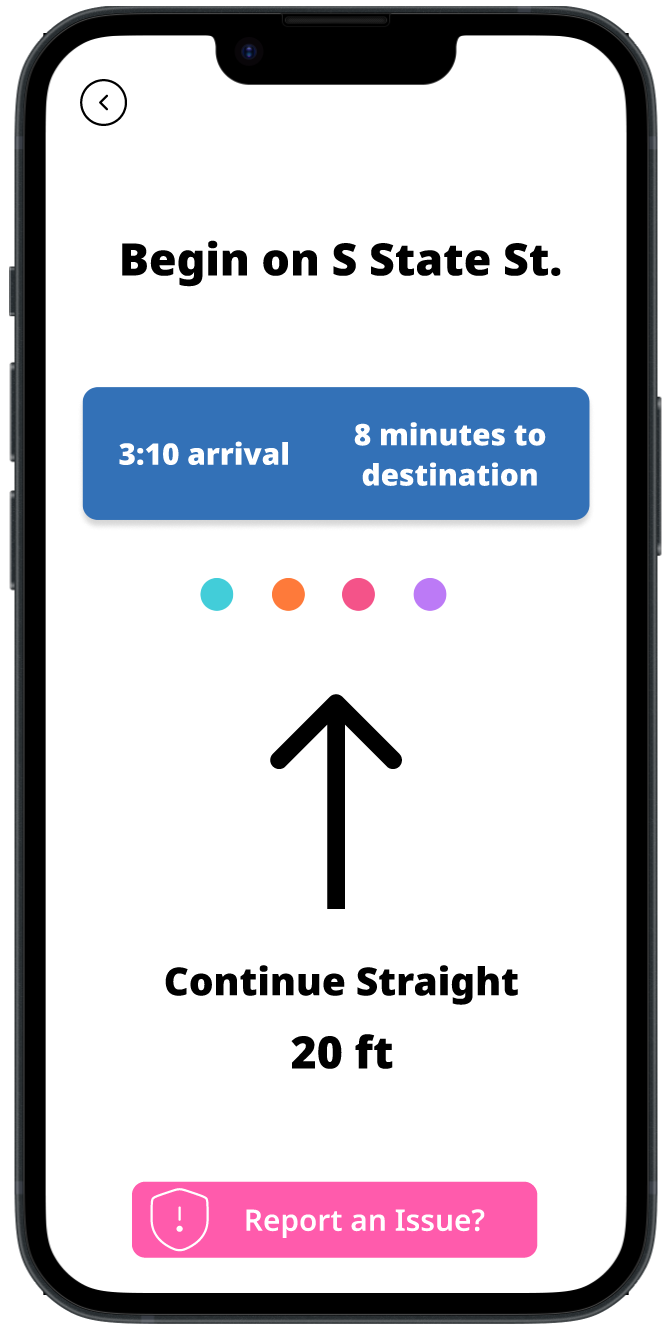 Begin on S State St.
3:10 arrival
8 minutes to
destination
Continue Straight
20 ft
Report an Issue?